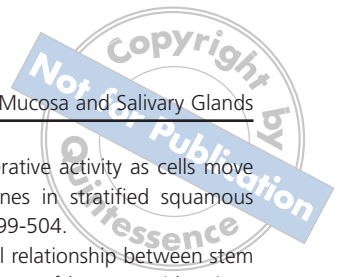 Mucosa and Salivary Glands
Copyright by
Not for Publication
Quintessence
erative activity as cells move
nes in stratified squamous
99-504.
l relationship between stem